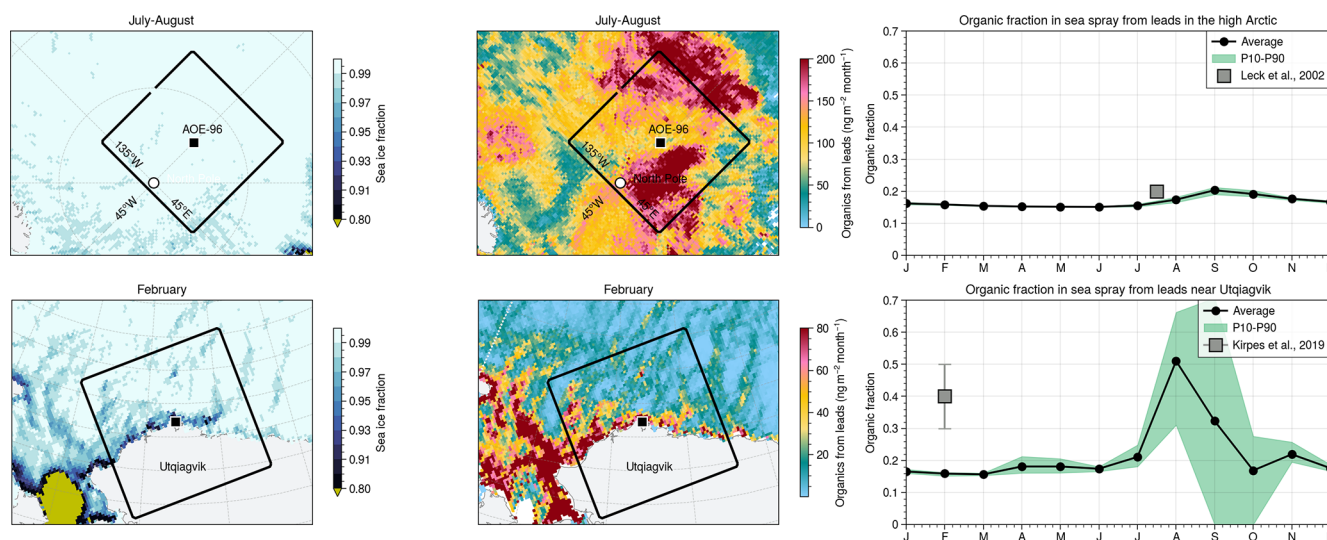 July-August
AOE-96
135°W
45°W
45°E
0.99
0.97
0.95
0.93
0.91
0.80
Sea ice fraction
July-August
AOE-96
135°W
North Pole
45°W
200
150
100
50
0
Organics from leads (ng m⁻² month⁻¹)
Organic fraction in sea spray from leads in the high Arctic
0.7
0.6
0.5
0.4
0.3
0.2
0.1
0
Organic fraction
Average
P10-P90
Leck et al., 2002
J F M A M J J A S O N
February
Utqiagvik
0.99
0.97
0.95
0.93
0.91
0.80
Sea ice fraction
February
Utqiagvik
80
60
40
20
Organics from leads (ng m⁻² month⁻¹)
Organic fraction in sea spray from leads near Utqiagvik
0.7
0.6
0.5
0.4
0.3
0.2
0.1
0
Organic fraction
Average
P10-P90
Kirpes et al., 2019
J F M A M J J A S O N